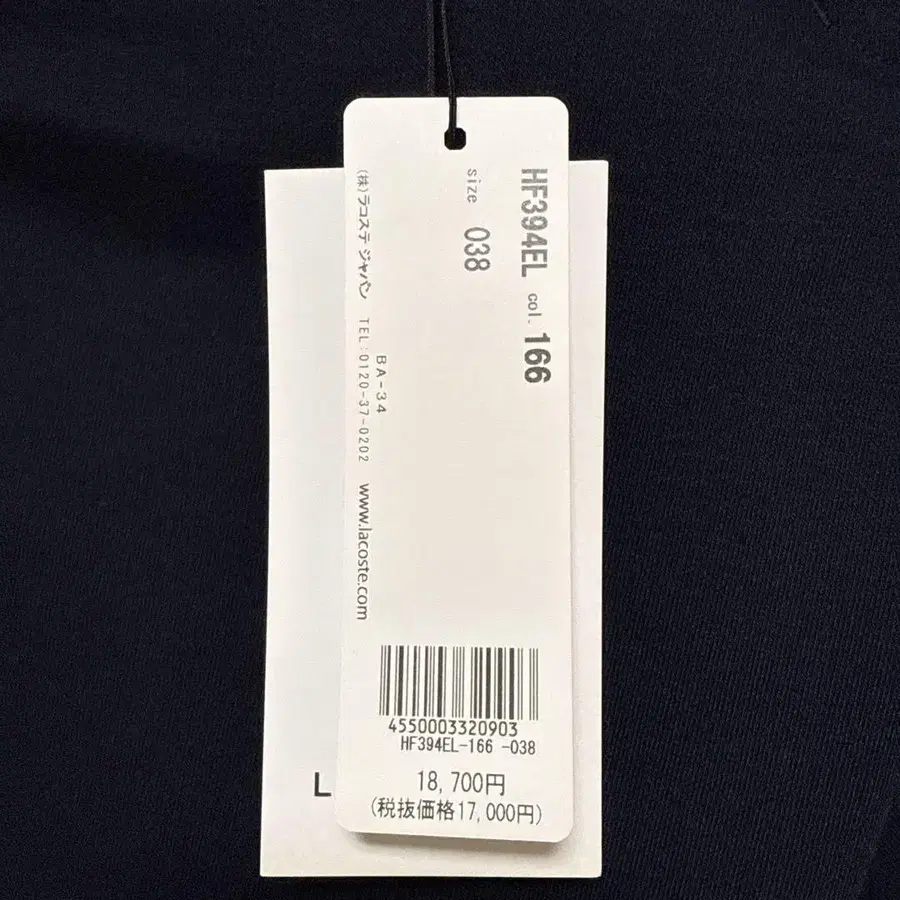 HF394EL col. 166
size 038
BA-34
(株)ラコステ ジャパン TEL:0120-37-0202 www.lacoste.com
4550003320903
HF394EL-166 -038
18,700円
(税抜価格17,000円)
L